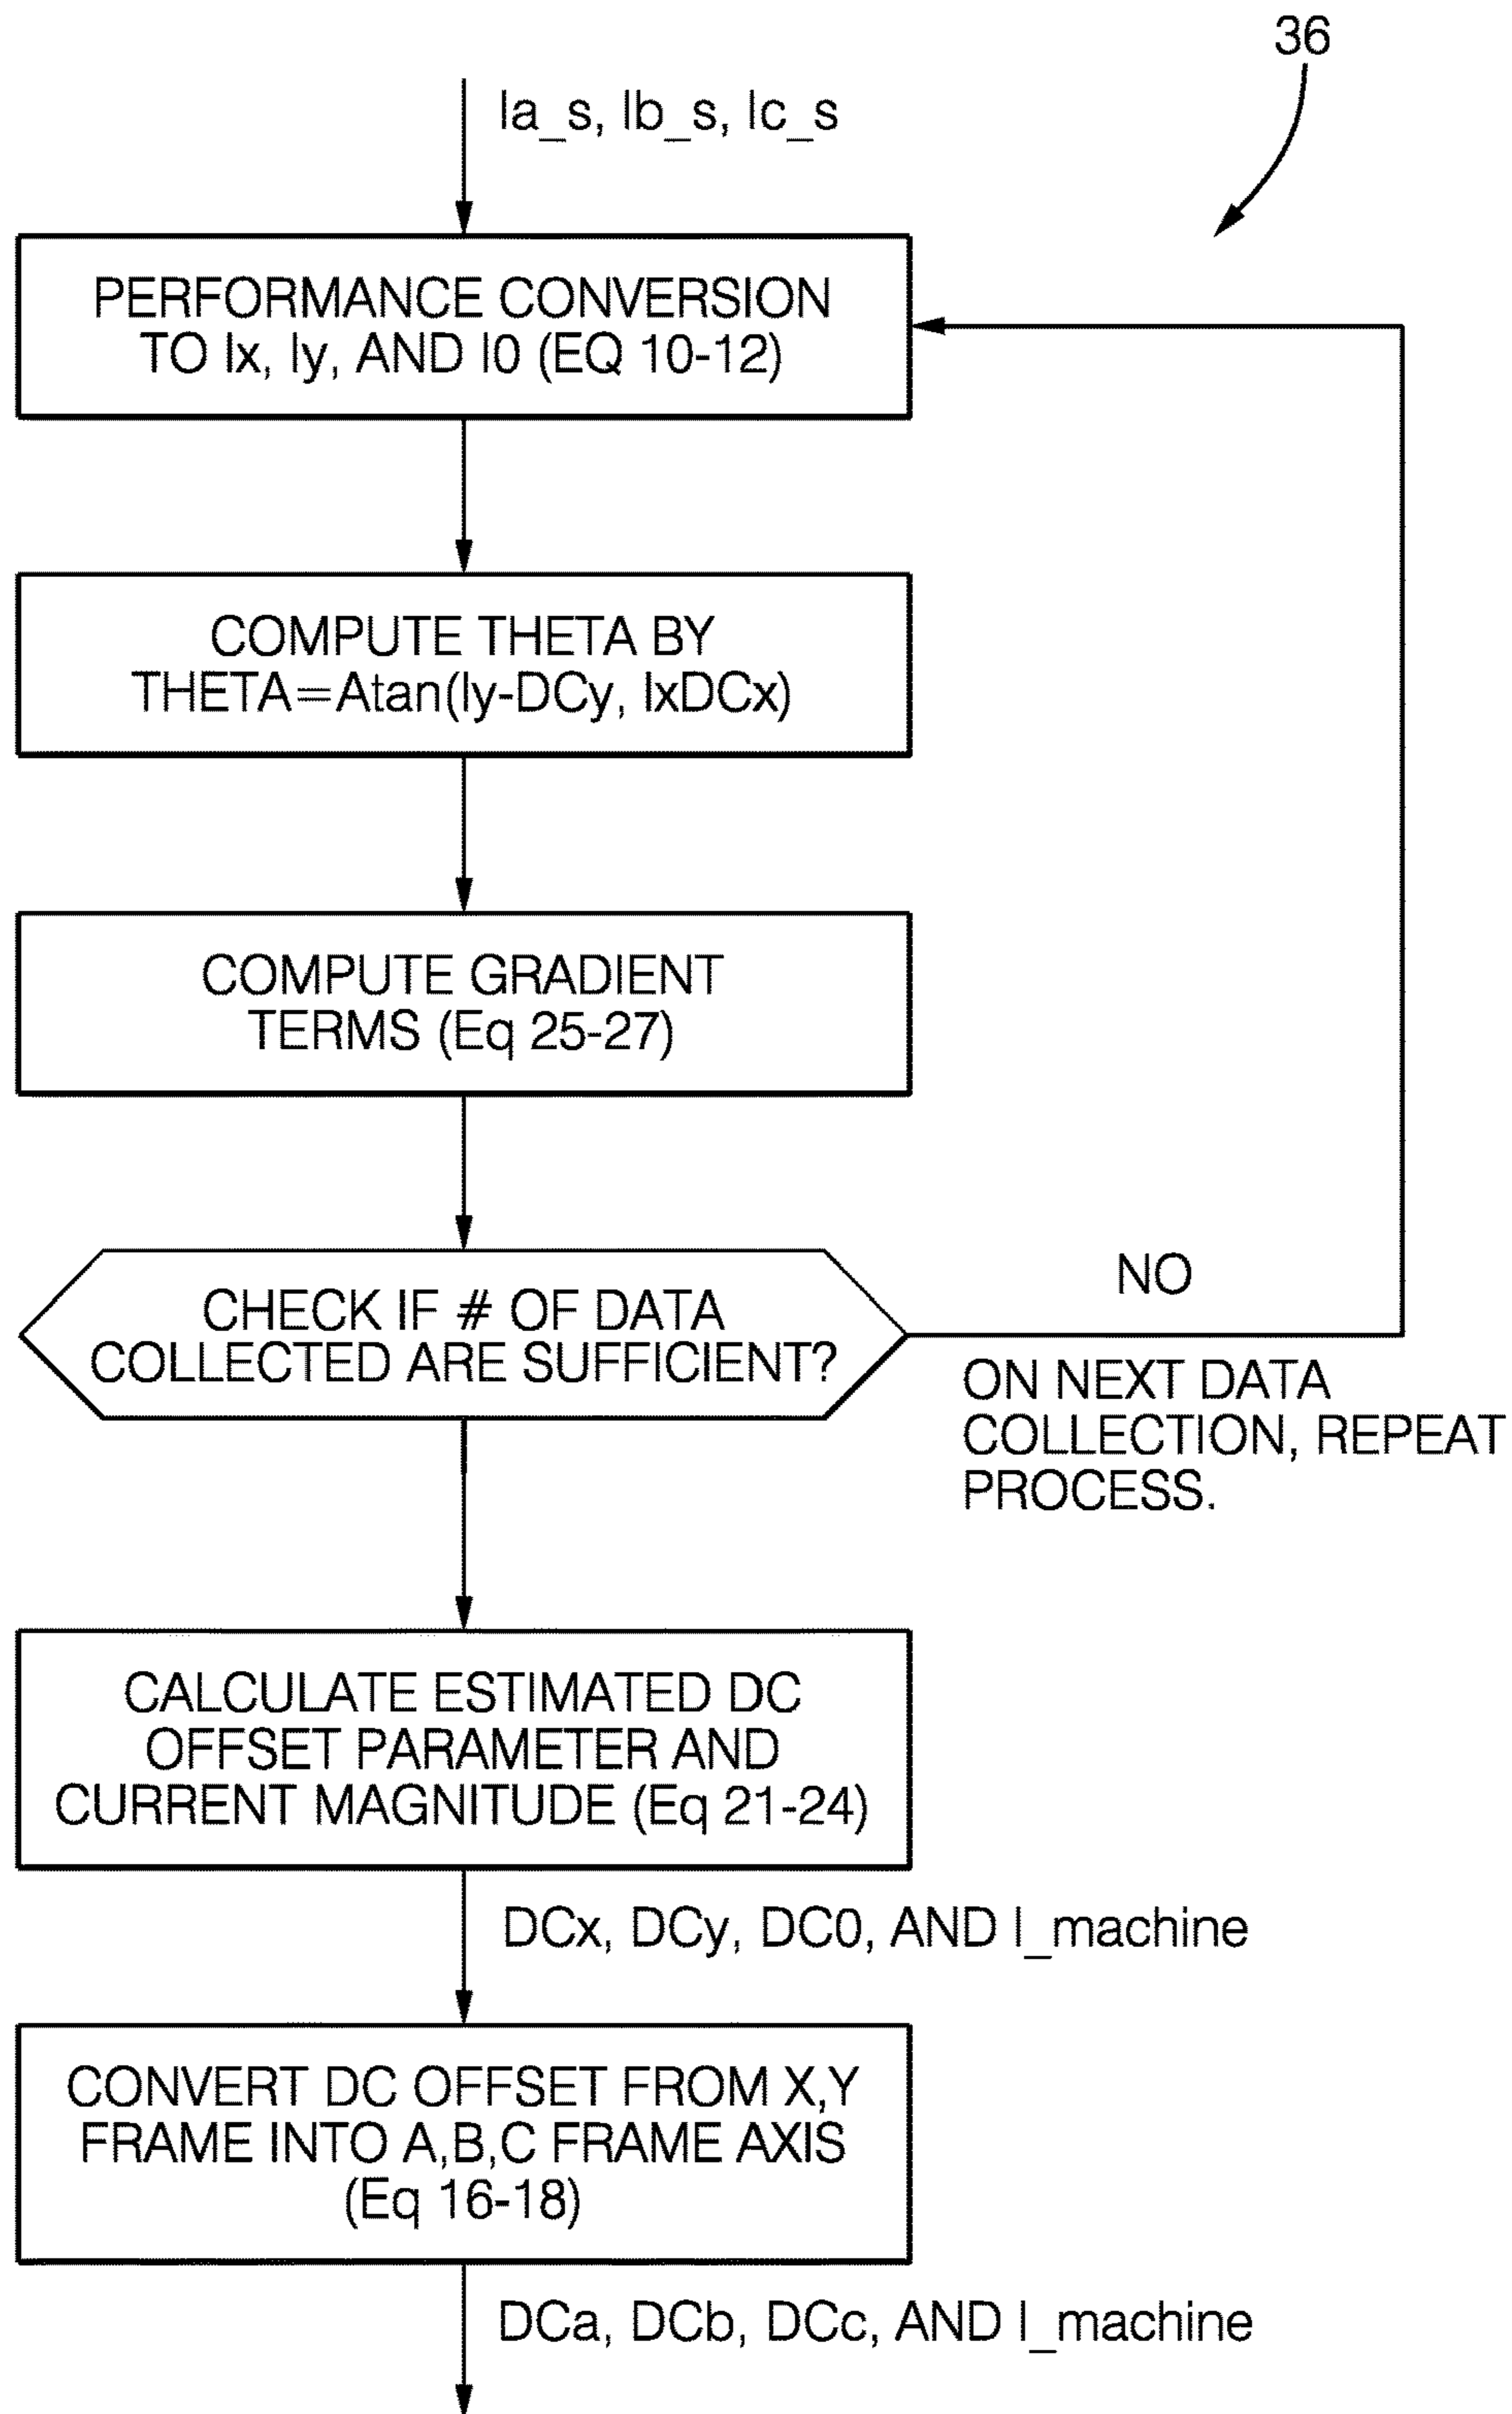 36
Ia_s, Ib_s, Ic_s
PERFORMANCE CONVERSION
TO Ix, Iy, AND I0 (EQ 10-12)
COMPUTE THETA BY
THETA=Atan(Iy-DCy, IxDCx)
COMPUTE GRADIENT
TERMS (Eq 25-27)
CHECK IF # OF DATA
COLLECTED ARE SUFFICIENT?
NO
ON NEXT DATA
COLLECTION, REPEAT
PROCESS.
CALCULATE ESTIMATED DC
OFFSET PARAMETER AND
CURRENT MAGNITUDE (Eq 21-24)
DCx, DCy, DC0, AND I_machine
CONVERT DC OFFSET FROM X,Y
FRAME INTO A,B,C FRAME AXIS
(Eq 16-18)
DCa, DCb, DCc, AND I_machine